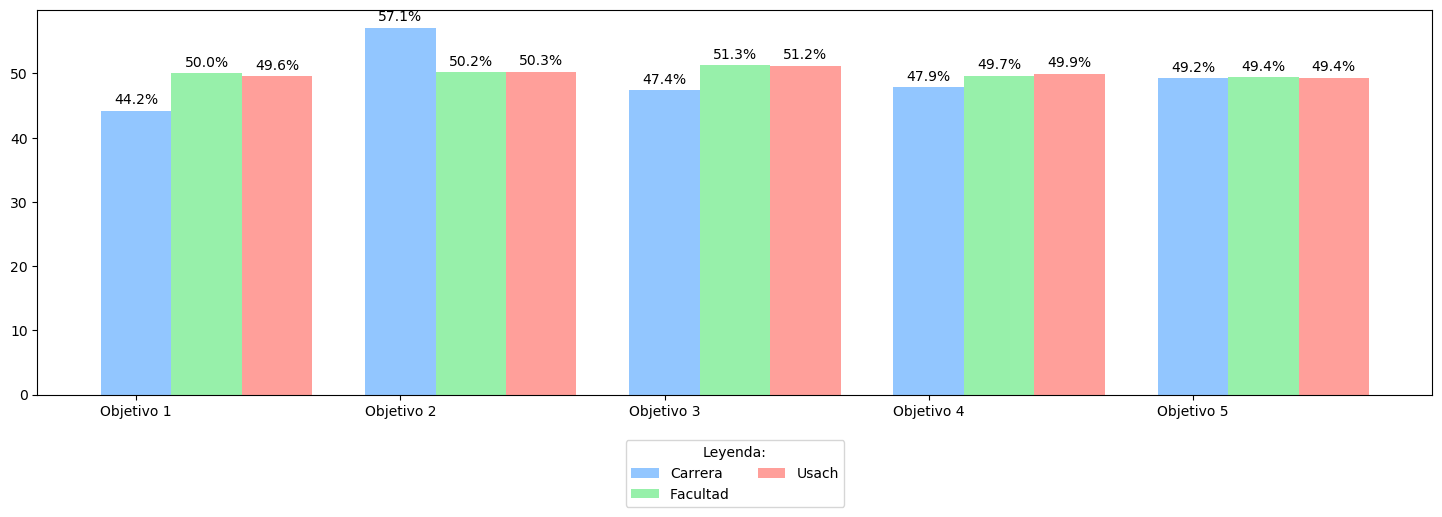 57.1%
50.0%
49.6%
50.2%
50.3%
51.3%
51.2%
49.7%
49.9%
49.2%
49.4%
49.4%
47.4%
47.9%
44.2%
50
40
30
20
10
0
Objetivo 1
Objetivo 2
Objetivo 3
Objetivo 4
Objetivo 5
Leyenda:
Carrera
Usach
Facultad